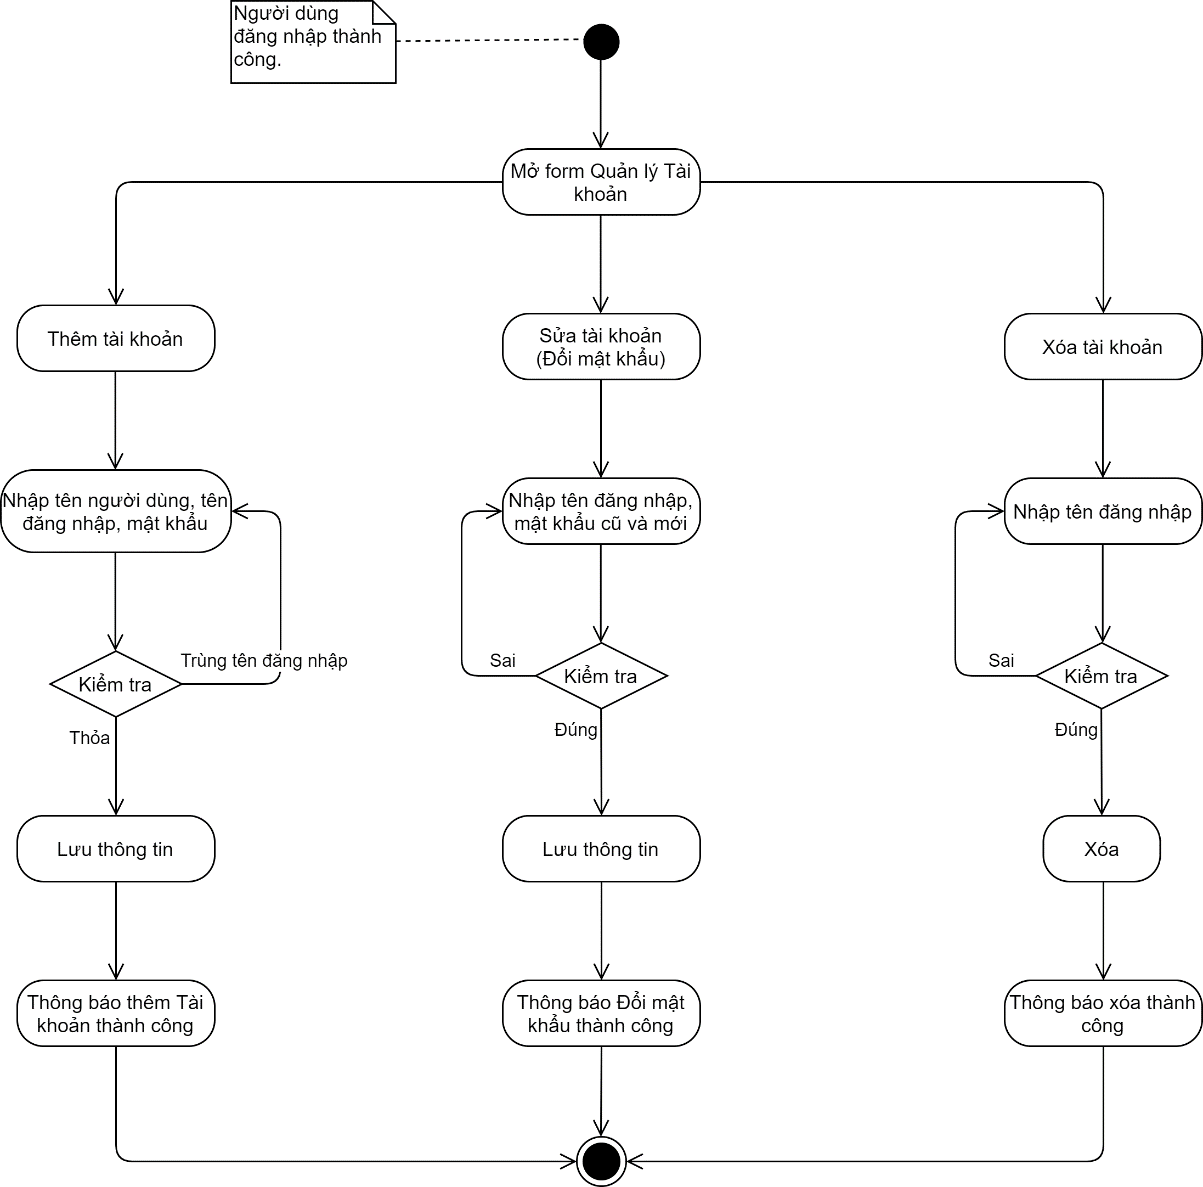 Người dùng
đăng nhập thành
công.
Mở form Quản lý Tài
khoản
Thêm tài khoản
Sửa tài khoản
(Đổi mật khẩu)
Xóa tài khoản
Nhập tên người dùng, tên
đăng nhập, mật khẩu
Nhập tên đăng nhập,
mật khẩu cũ và mới
Nhập tên đăng nhập
Trùng tên đăng nhập
Sai
Sai
Kiểm tra
Kiểm tra
Kiểm tra
Thỏa
Đúng
Đúng
Lưu thông tin
Lưu thông tin
Xóa
Thông báo thêm Tài
khoản thành công
Thông báo Đổi mật
khẩu thành công
Thông báo xóa thành
công